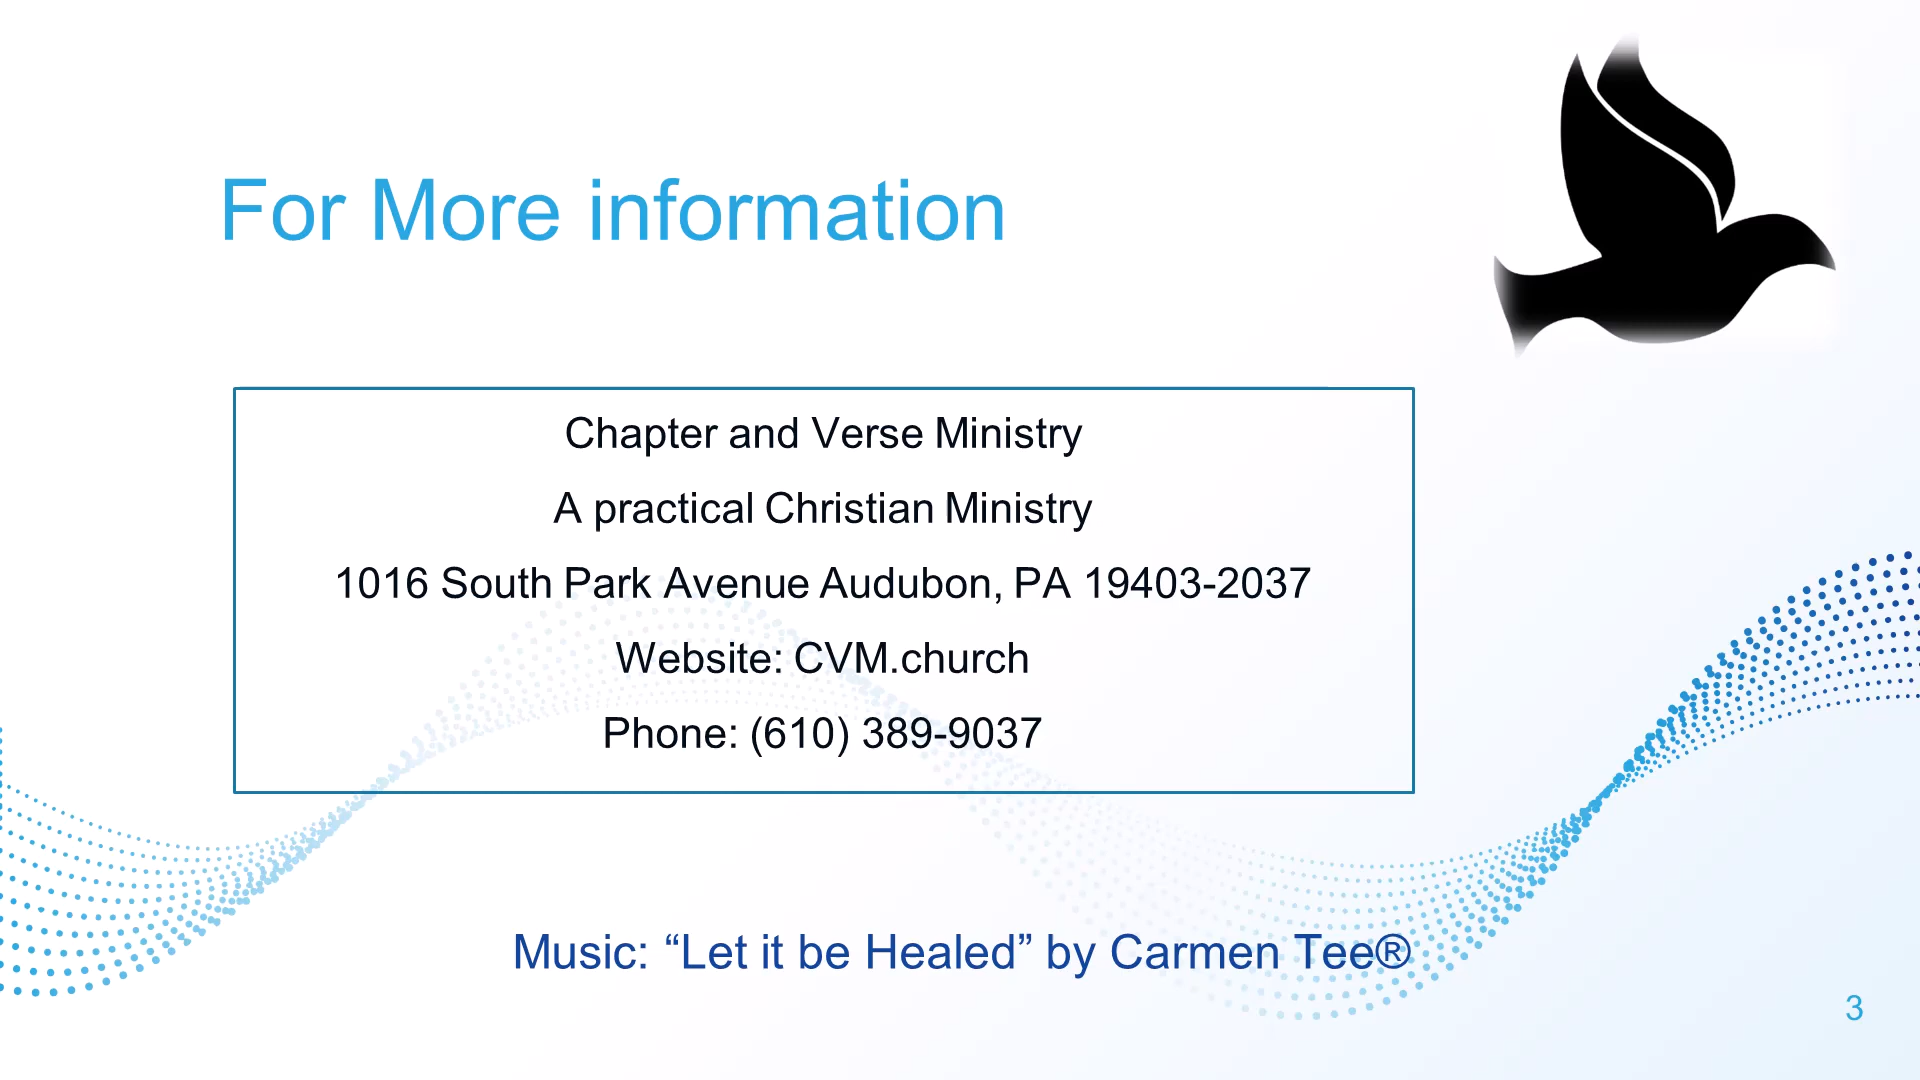 For More information
Chapter and Verse Ministry
A practical Christian Ministry
1016 South Park Avenue Audubon, PA 19403-2037
Website: CVM.church
Phone: (610) 389-9037
Music: “Let it be Healed” by Carmen Tee®
3